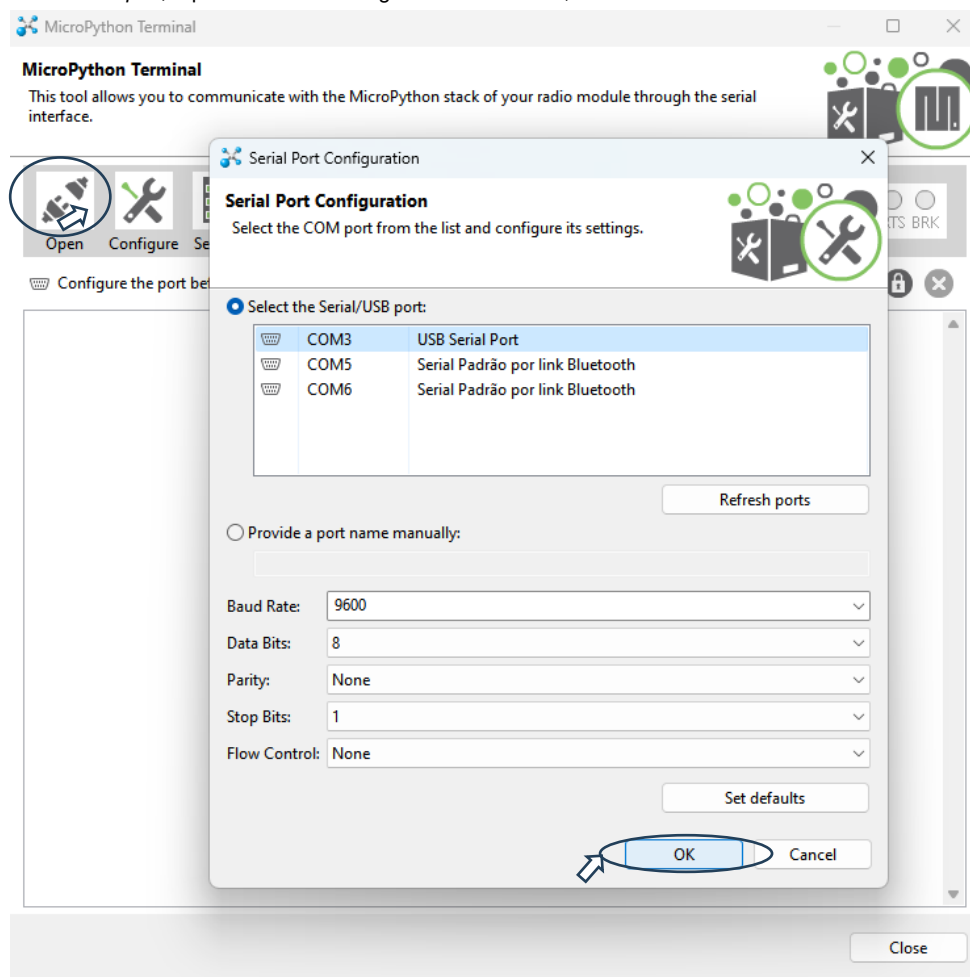 MicroPython Terminal
MicroPython Terminal
This tool allows you to communicate with the MicroPython stack of your radio module through the serial
interface.
Open Configure Se
RTS BRK
Configure the port bef
Serial Port Configuration
Serial Port Configuration
Select the COM port from the list and configure its settings.
Select the Serial/USB port:
COM3 USB Serial Port
COM5 Serial Padrão por link Bluetooth
COM6 Serial Padrão por link Bluetooth
Refresh ports
Provide a port name manually:
Baud Rate: 9600
Data Bits: 8
Parity: None
Stop Bits: 1
Flow Control: None
Set defaults
OK Cancel
Close